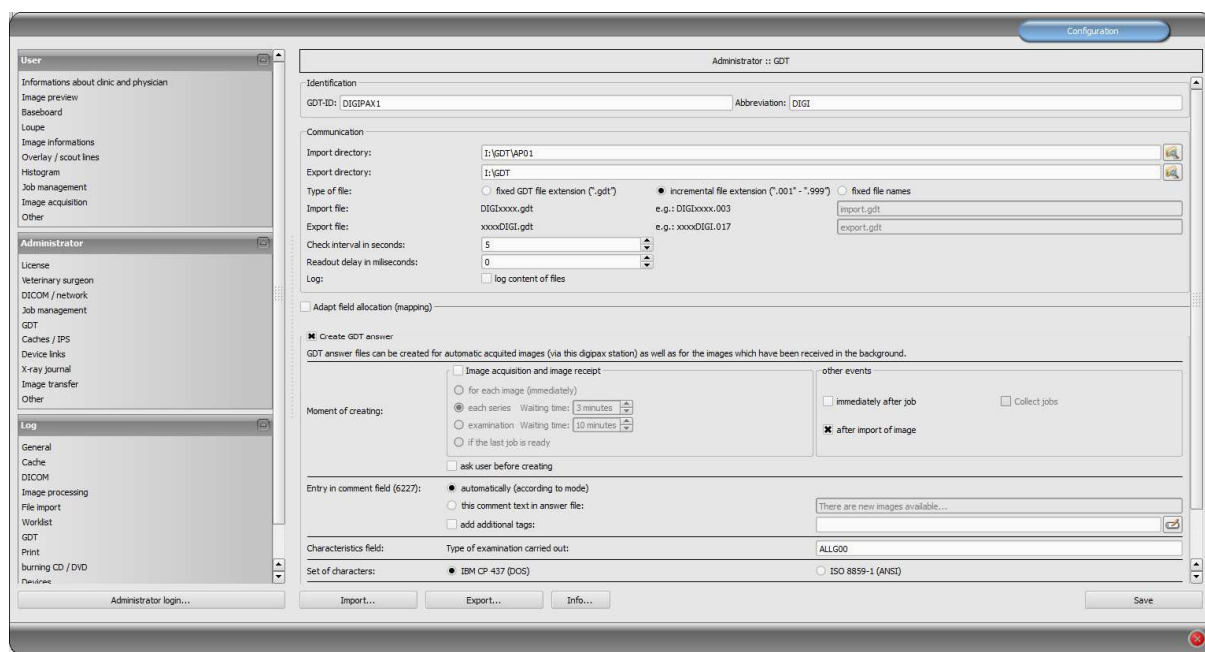 Configuration
User
Informations about clinic and physician
Image preview
Baseboard
Loupe
Image informations
Overlay / scout lines
Histogram
Job management
Image acquisition
Other
Administrator
License
Veterinary surgeon
DICOM / network
Job management
GDT
Caches / IPS
Device links
X-ray journal
Image transfer
Other
Log
General
Cache
DICOM
Image processing
File import
Worklist
GDT
Print
burning CD / DVD
Devices
Administrator login...
Administrator :: GDT
Identification
GDT-ID: DIGIPAX1 Abbreviation: DIGI
Communication
Import directory: I:\GDT\AP01
Export directory: I:\GDT
Type of file: fixed GDT file extension (".gdt") incremental file extension (".001" - ".999") fixed file names
Import file: DIGIxxxx.gdt e.g.: DIGIxxxx.003 import.gdt
Export file: xxxxDIGI.gdt e.g.: xxxxDIGI.017 export.gdt
Check interval in seconds: 5
Readout delay in miliseconds: 0
Log: log content of files
Adapt field allocation (mapping)
Create GDT answer
GDT answer files can be created for automatic acquited images (via this digipax station) as well as for the images which have been received in the background.
Moment of creating:
Image acquisition and image receipt
for each image (immediately)
each series Waiting time: 3 minutes
examination Waiting time: 10 minutes
if the last job is ready
other events
immediately after job Collect jobs
after import of image
ask user before creating
Entry in comment field (6227): automatically (according to mode)
this comment text in answer file: There are new images available...
add additional tags:
Characteristics field: Type of examination carried out: ALLG00
Set of characters: IBM CP 437 (DOS) ISO 8859-1 (ANSI)
Import... Export... Info... Save